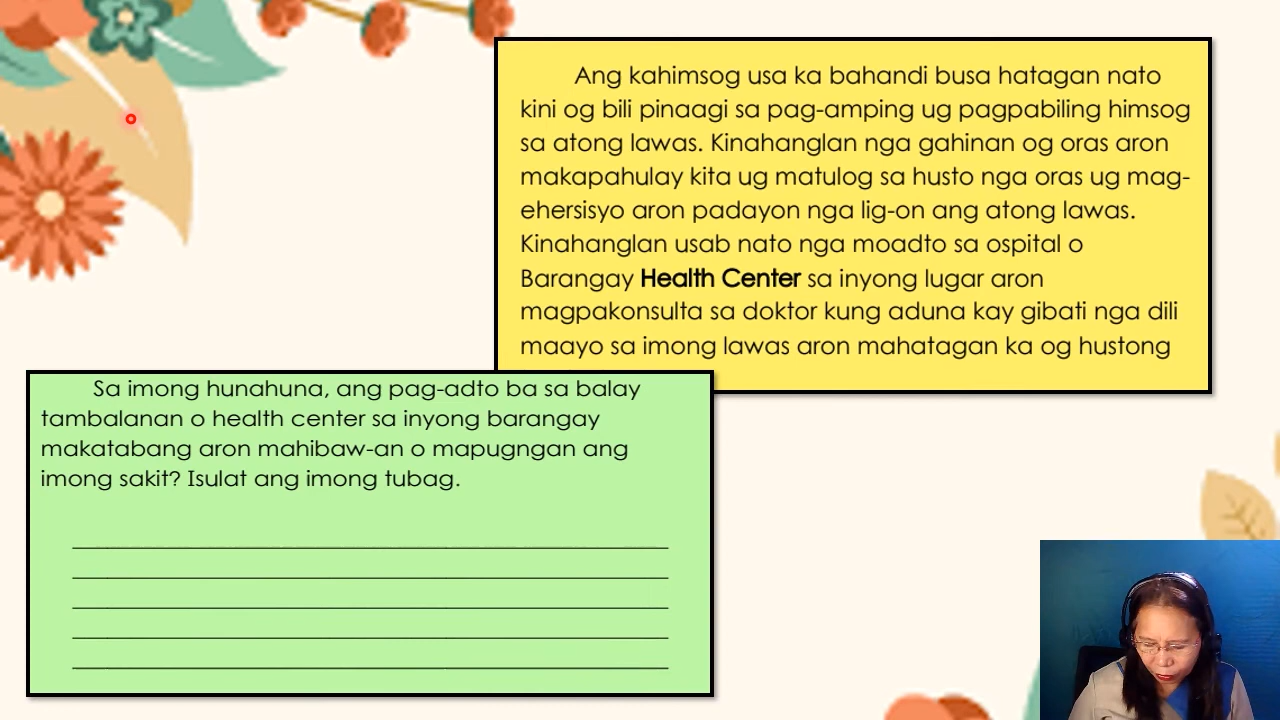 Ang kahimsog usa ka bahandi busa hatagan nato
kini og bili pinaagi sa pag-amping ug pagpabiling himsog
sa atong lawas. Kinahanglan nga gahinan og oras aron
makapahulay kita ug matulog sa husto nga oras ug mag-
ehersisyo aron padayon nga lig-on ang atong lawas.
Kinahanglan usab nato nga moadto sa ospital o
Barangay Health Center sa inyong lugar aron
magpakonsulta sa doktor kung aduna kay gibati nga dili
maayo sa imong lawas aron mahatagan ka og hustong
Sa imong hunahuna, ang pag-adto ba sa balay
tambalanan o health center sa inyong barangay
makatabang aron mahibaw-an o mapugngan ang
imong sakit? Isulat ang imong tubag.